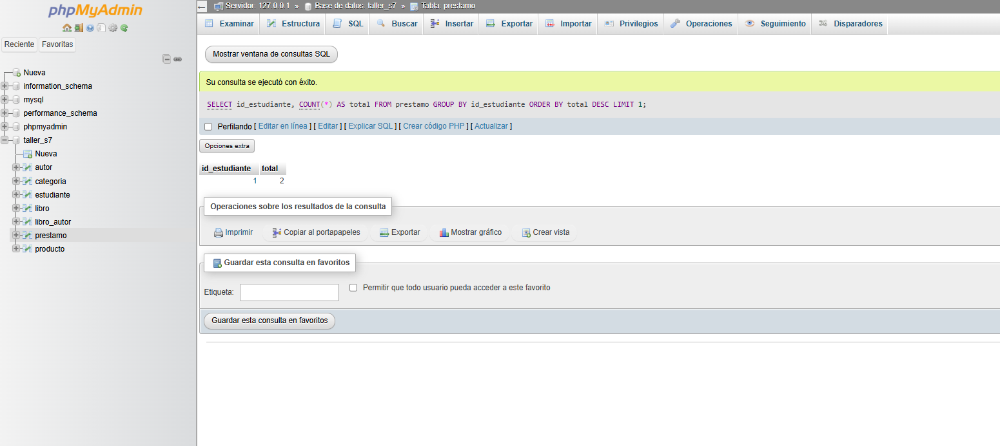 phpMyAdmin
Reciente Favoritas
Nueva
information_schema
mysql
performance_schema
phpmyadmin
taller_s7
Nueva
autor
categoria
estudiante
libro
libro_autor
prestamo
producto
Servidor: 127.0.0.1 » Base de datos: taller_s7 » Tabla: prestamo
Examinar Estructura SQL Buscar Insertar Exportar Importar Privilegios Operaciones Seguimiento Disparadores
Mostrar ventana de consultas SQL
Su consulta se ejecutó con éxito.
SELECT id_estudiante, COUNT(*) AS total FROM prestamo GROUP BY id_estudiante ORDER BY total DESC LIMIT 1;
Perfilando [ Editar en línea ] [ Editar ] [ Explicar SQL ] [ Crear código PHP ] [ Actualizar ]
Opciones extra
id_estudiante total
1 2
Operaciones sobre los resultados de la consulta
Imprimir Copiar al portapapeles Exportar Mostrar gráfico Crear vista
Guardar esta consulta en favoritos
Etiqueta: Permitir que todo usuario pueda acceder a este favorito
Guardar esta consulta en favoritos